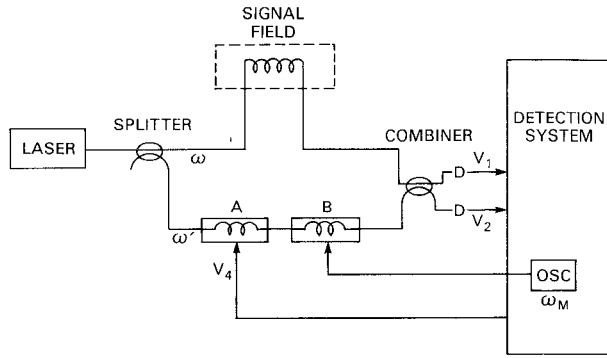 SIGNAL
FIELD
LASER
SPLITTER
ω
ω'
A
B
V4
COMBINER
D
V1
D
V2
DETECTION
SYSTEM
OSC
ωM